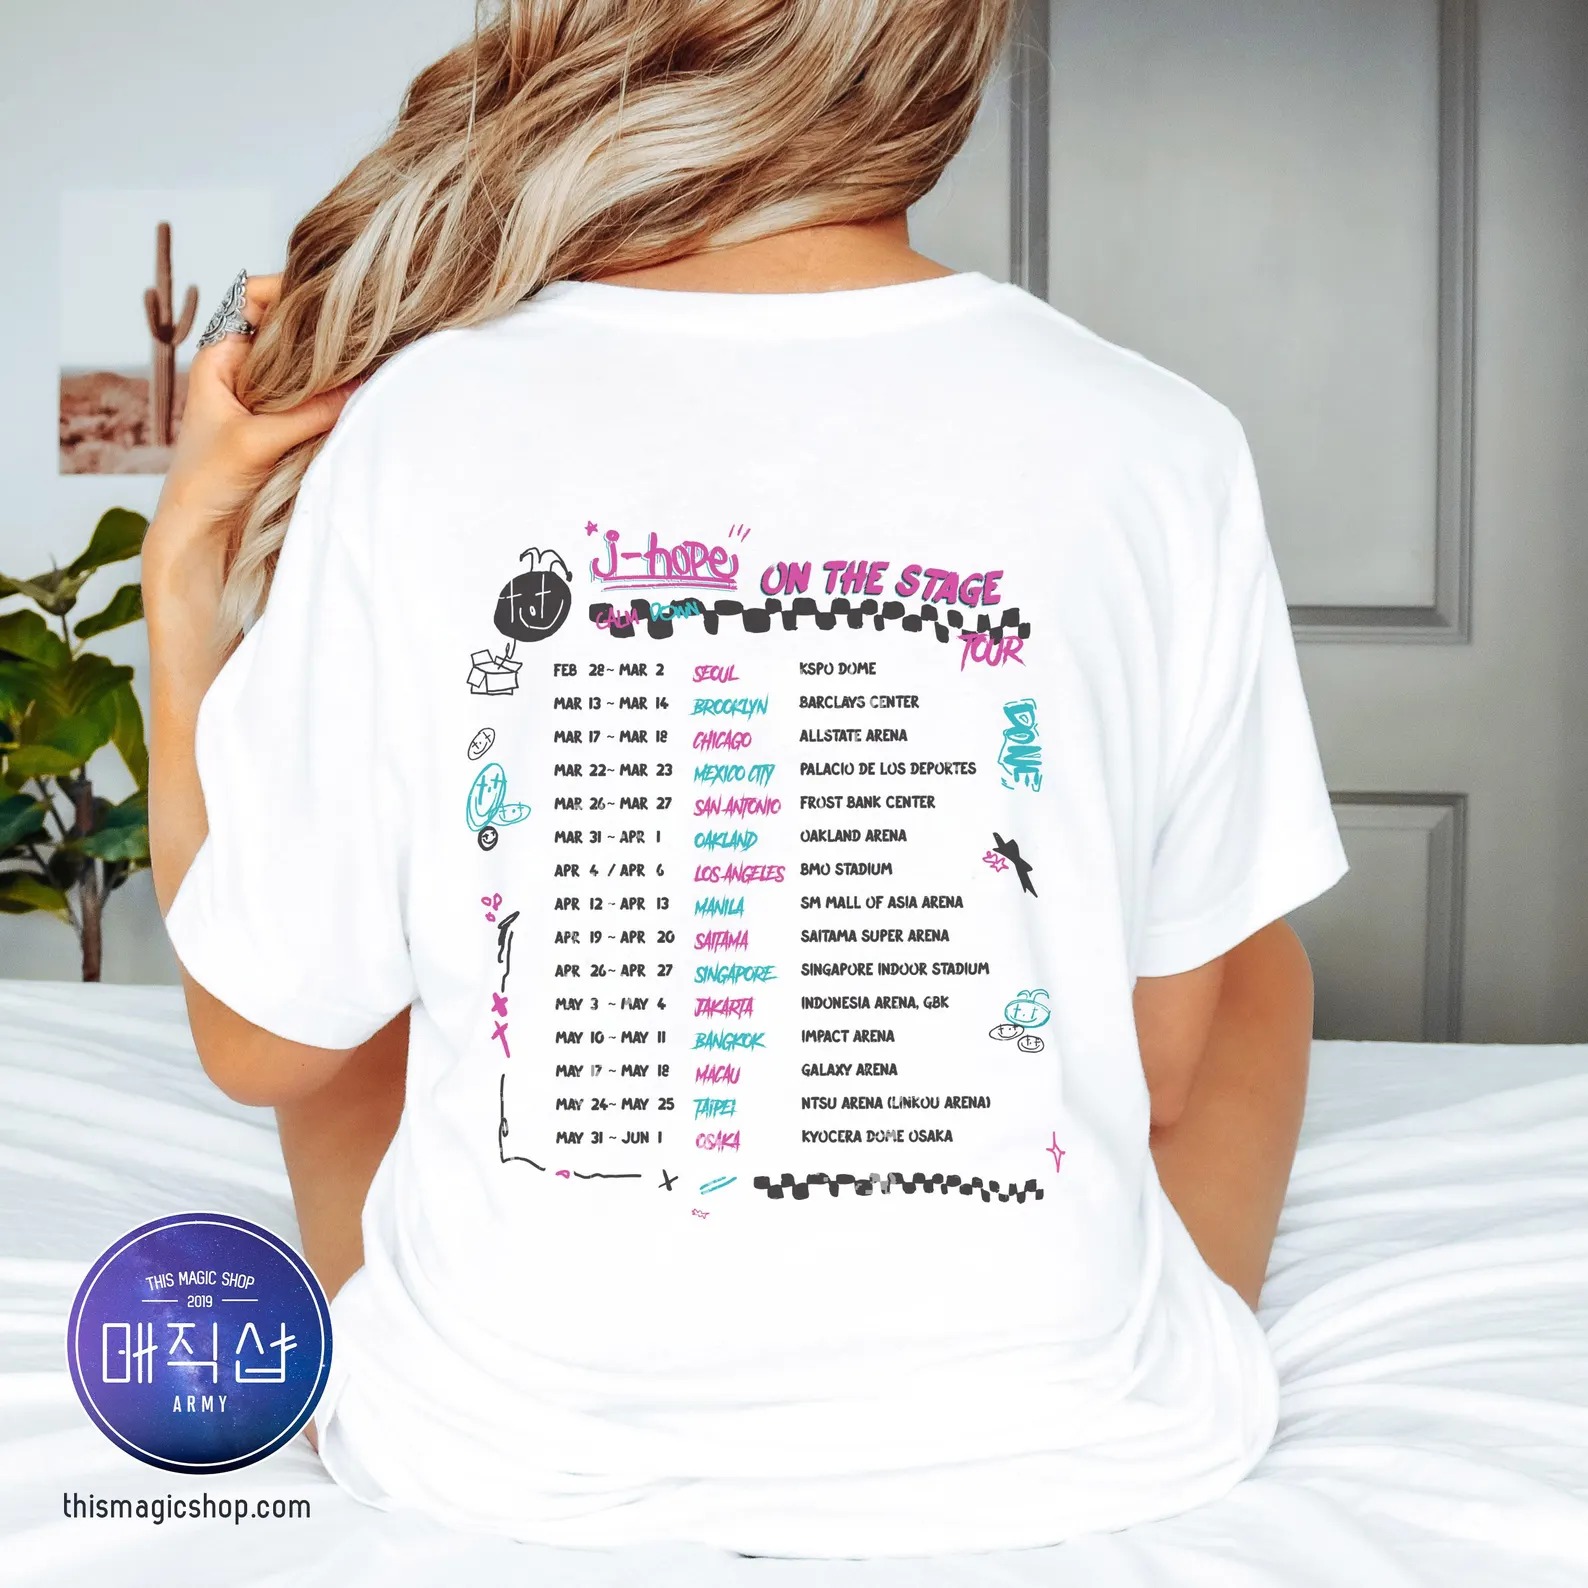 j-hope
ON THE STAGE
CALM DOWN
TOUR
FEB 28~ MAR 2 SEOUL KSPO DOME
MAR 13 ~ MAR 14 BROOKLYN BARCLAYS CENTER
MAR 17 ~ MAR 18 CHICAGO ALLSTATE ARENA
MAR 22~ MAR 23 MEXICO CITY PALACIO DE LOS DEPORTES
MAR 26~ MAR 27 SAN ANTONIO FROST BANK CENTER
MAR 31 ~ APR 1 OAKLAND OAKLAND ARENA
APR 4 / APR 6 LOS ANGELES BMO STADIUM
APR 12 ~ APR 13 MANILA SM MALL OF ASIA ARENA
APR 19 ~ APR 20 SAITAMA SAITAMA SUPER ARENA
APR 26~ APR 27 SINGAPORE SINGAPORE INDOOR STADIUM
MAY 3 ~ MAY 4 JAKARTA INDONESIA ARENA, GBK
MAY 10 ~ MAY 11 BANGKOK IMPACT ARENA
MAY 17 ~ MAY 18 MACAU GALAXY ARENA
MAY 24~ MAY 25 TAIPEI NTSU ARENA (LINKOU ARENA)
MAY 31 ~ JUN 1 OSAKA KYOCERA DOME OSAKA
DONE
THIS MAGIC SHOP
2019
매직샵
ARMY
thismagicshop.com